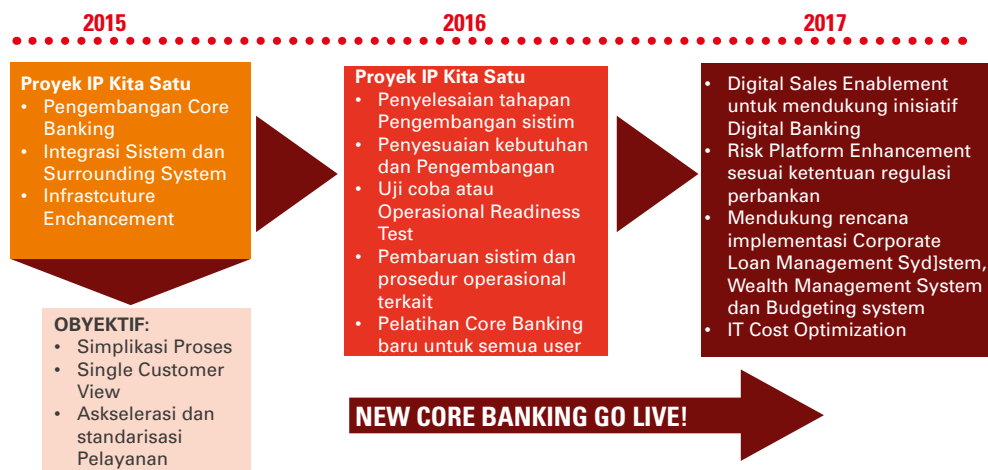 2015
2016
2017
Proyek IP Kita Satu
• Pengembangan Core
Banking
• Integrasi Sistem dan
Surrounding System
• Infrastcuture
Enchancement
OBYEKTIF:
• Simplikasi Proses
• Single Customer
View
• Askselerasi dan
standarisasi
Pelayanan
Proyek IP Kita Satu
• Penyelesaian tahapan
Pengembangan sistim
• Penyesuaian kebutuhan
dan Pengembangan
• Uji coba atau
Operasional Readiness
Test
• Pembaruan sistim dan
prosedur operasional
terkait
• Pelatihan Core Banking
baru untuk semua user
• Digital Sales Enablement
untuk mendukung inisiatif
Digital Banking
• Risk Platform Enhancement
sesuai ketentuan regulasi
perbankan
• Mendukung rencana
implementasi Corporate
Loan Management Syd]stem,
Wealth Management System
dan Budgeting system
• IT Cost Optimization
NEW CORE BANKING GO LIVE!